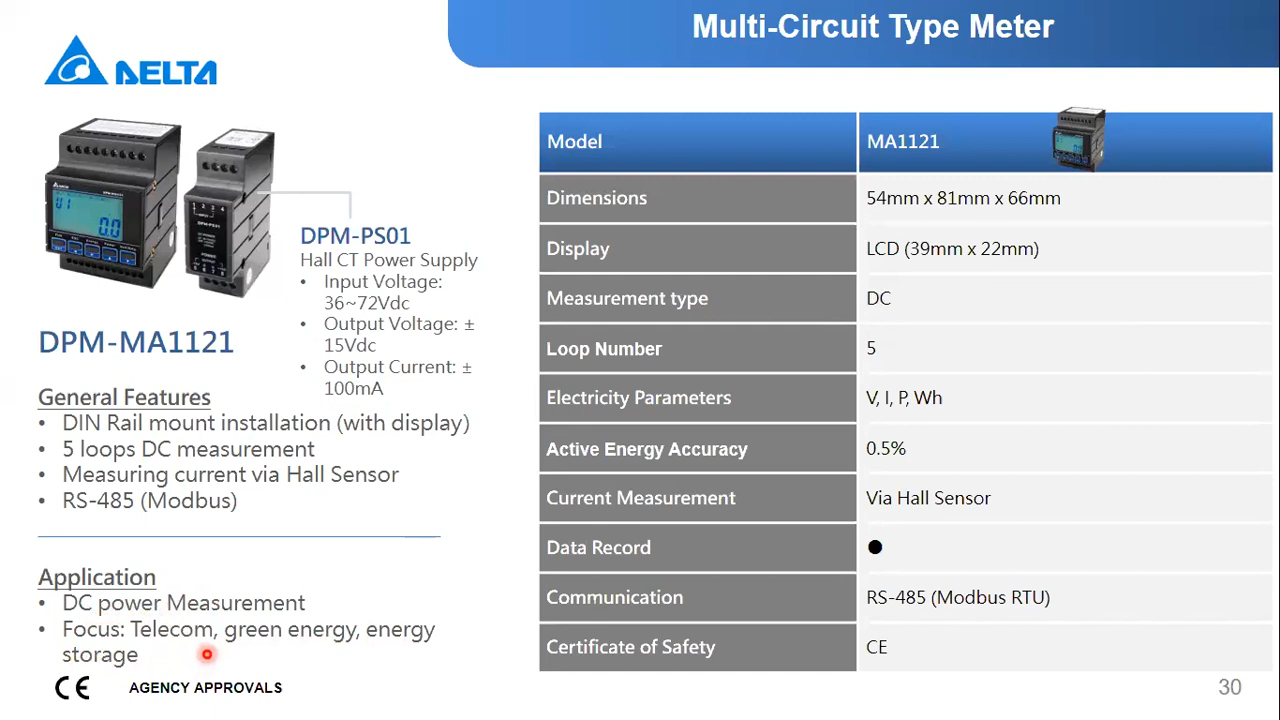 Multi-Circuit Type Meter
DELTA
DPM-PS01
Hall CT Power Supply
• Input Voltage:
36~72Vdc
• Output Voltage: ±
15Vdc
• Output Current: ±
100mA
DPM-MA1121
General Features
• DIN Rail mount installation (with display)
• 5 loops DC measurement
• Measuring current via Hall Sensor
• RS-485 (Modbus)
Application
• DC power Measurement
• Focus: Telecom, green energy, energy
storage
CE AGENCY APPROVALS
Model MA1121
Dimensions 54mm x 81mm x 66mm
Display LCD (39mm x 22mm)
Measurement type DC
Loop Number 5
Electricity Parameters V, I, P, Wh
Active Energy Accuracy 0.5%
Current Measurement Via Hall Sensor
Data Record ●
Communication RS-485 (Modbus RTU)
Certificate of Safety CE
30